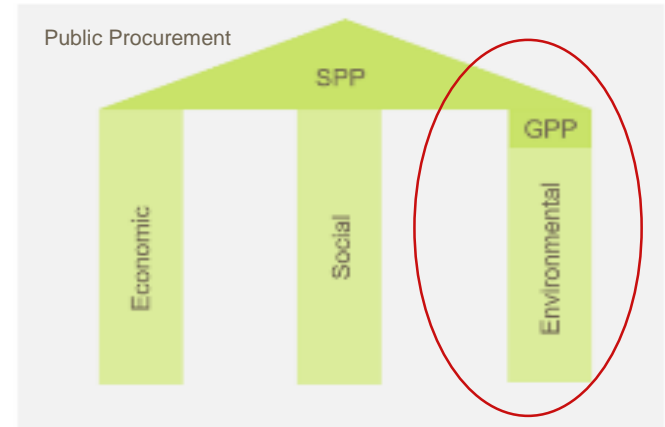 Public Procurement
SPP
GPP
Economic
Social
Environmental